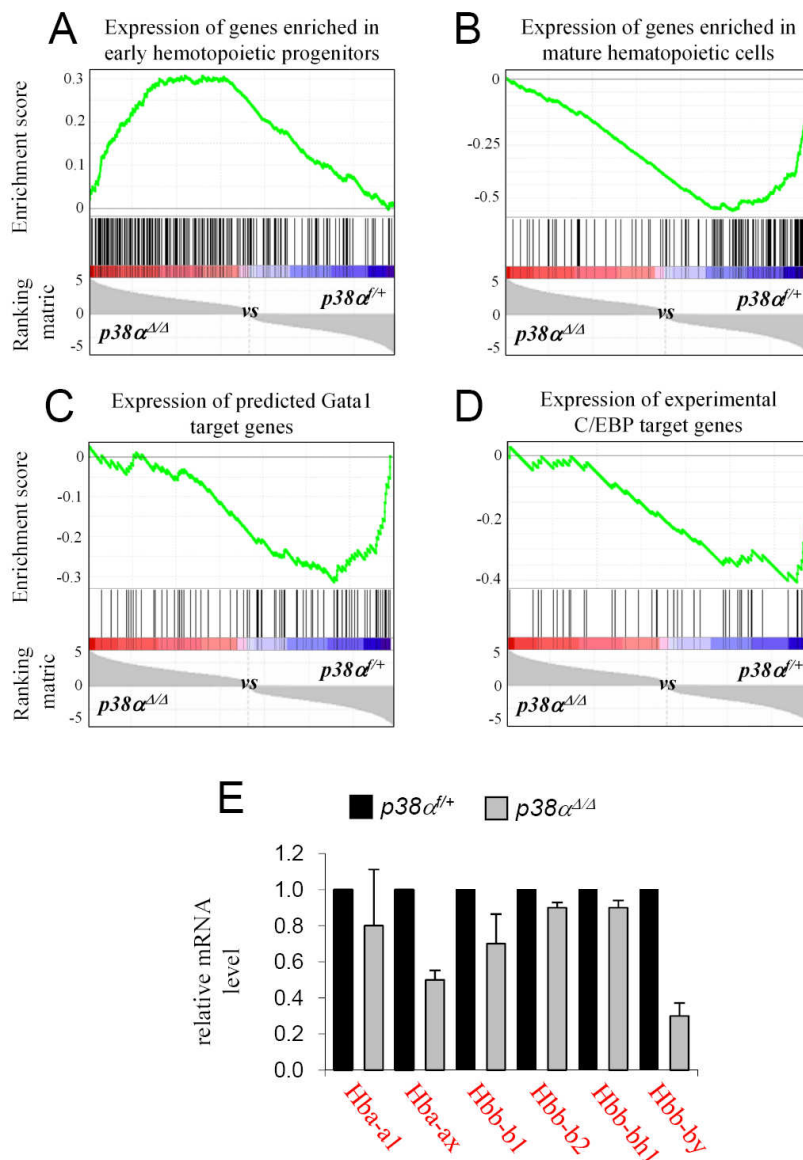 A
Expression of genes enriched in
early hemotopoietic progenitors
Enrichment score
0.3
0.2
0.1
0
Ranking
matric
5
0
-5
p38α^Δ/Δ
vs
p38α^f/+
B
Expression of genes enriched in
mature hematopoietic cells
0
-0.25
-0.5
5
0
-5
p38α^Δ/Δ
vs
p38α^f/+
C
Expression of predicted Gata1
target genes
Enrichment score
0
-0.1
-0.2
-0.3
Ranking
matric
5
0
-5
p38α^Δ/Δ
vs
p38α^f/+
D
Expression of experimental
C/EBP target genes
0
-0.2
-0.4
5
0
-5
p38α^Δ/Δ
vs
p38α^f/+
E
p38α^f/+
p38α^Δ/Δ
relative mRNA
level
1.2
1.0
0.8
0.6
0.4
0.2
0.0
Hba-a1
Hba-ax
Hbb-b1
Hbb-b2
Hbb-bh1
Hbb-by